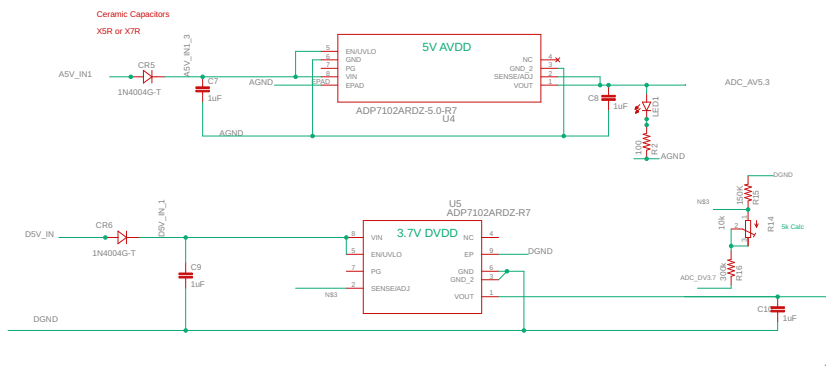 Ceramic Capacitors
X5R or X7R
A5V_IN1
CR5
1N4004G-T
A5V_IN1_3
C7
1uF
AGND
EPAD
AGND
5V AVDD
5
EN/UVLO
6
GND
7
PG
8
VIN
9
EPAD
NC
4
GND_2
3
SENSE/ADJ
2
VOUT
1
ADP7102ARDZ-5.0-R7
U4
C8
1uF
LED1
100
R2
AGND
ADC_AV5.3
D5V_IN
CR6
1N4004G-T
D5V_IN_1
C9
1uF
DGND
U5
ADP7102ARDZ-R7
3.7V DVDD
8
VIN
5
EN/UVLO
7
PG
2
SENSE/ADJ
N$3
NC
4
EP
9
DGND
GND
6
GND_2
3
VOUT
1
DGND
150K
R15
N$3
10k
1
2
3
R14
5k Calc
300k
R16
ADC_DV3.7
1uF